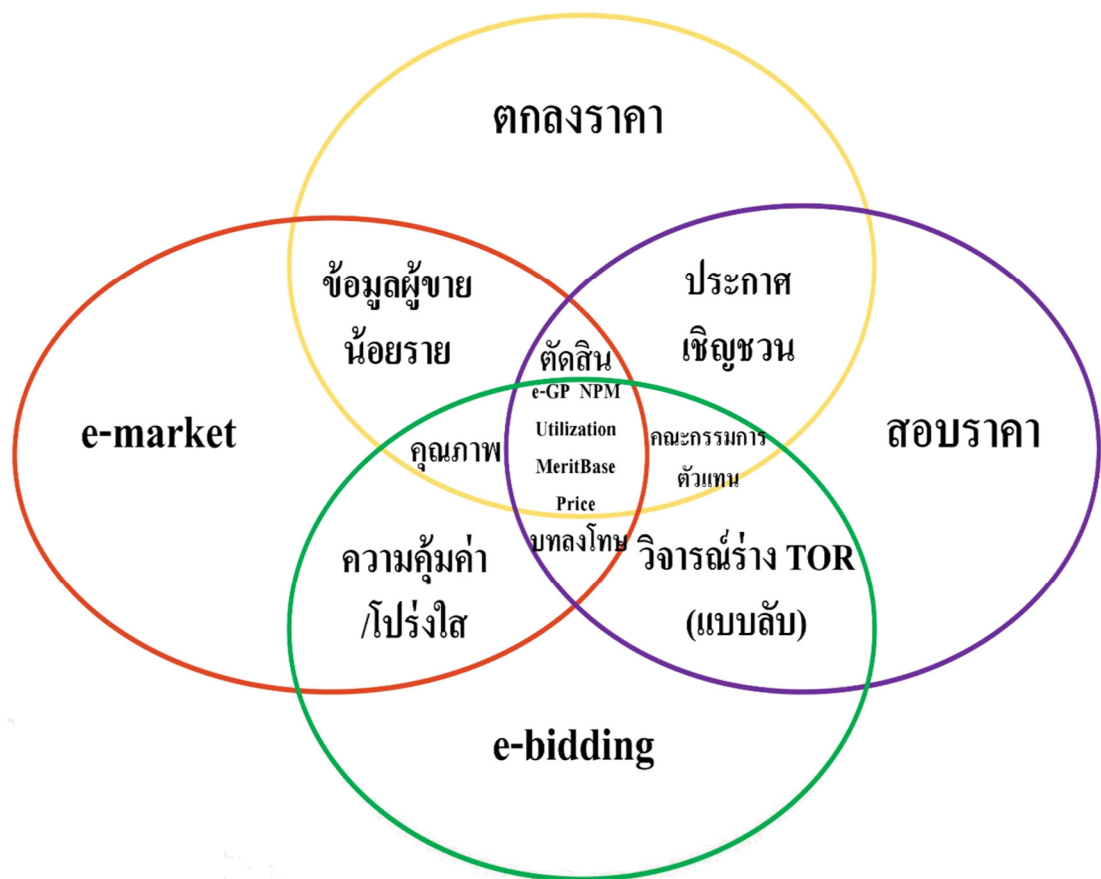 ตกลงราคา
ข้อมูลผู้ขาย
น้อยราย
ประกาศ
เชิญชวน
ตัดสิน
e-market
e-GP NPM
Utilization
MeritBase
Price
คุณภาพ
คณะกรรมการ
ตัวแทน
สอบราคา
บทลงโทษ
ความคุ้มค่า
/โปร่งใส
วิจารณ์ร่าง TOR
(แบบลับ)
e-bidding